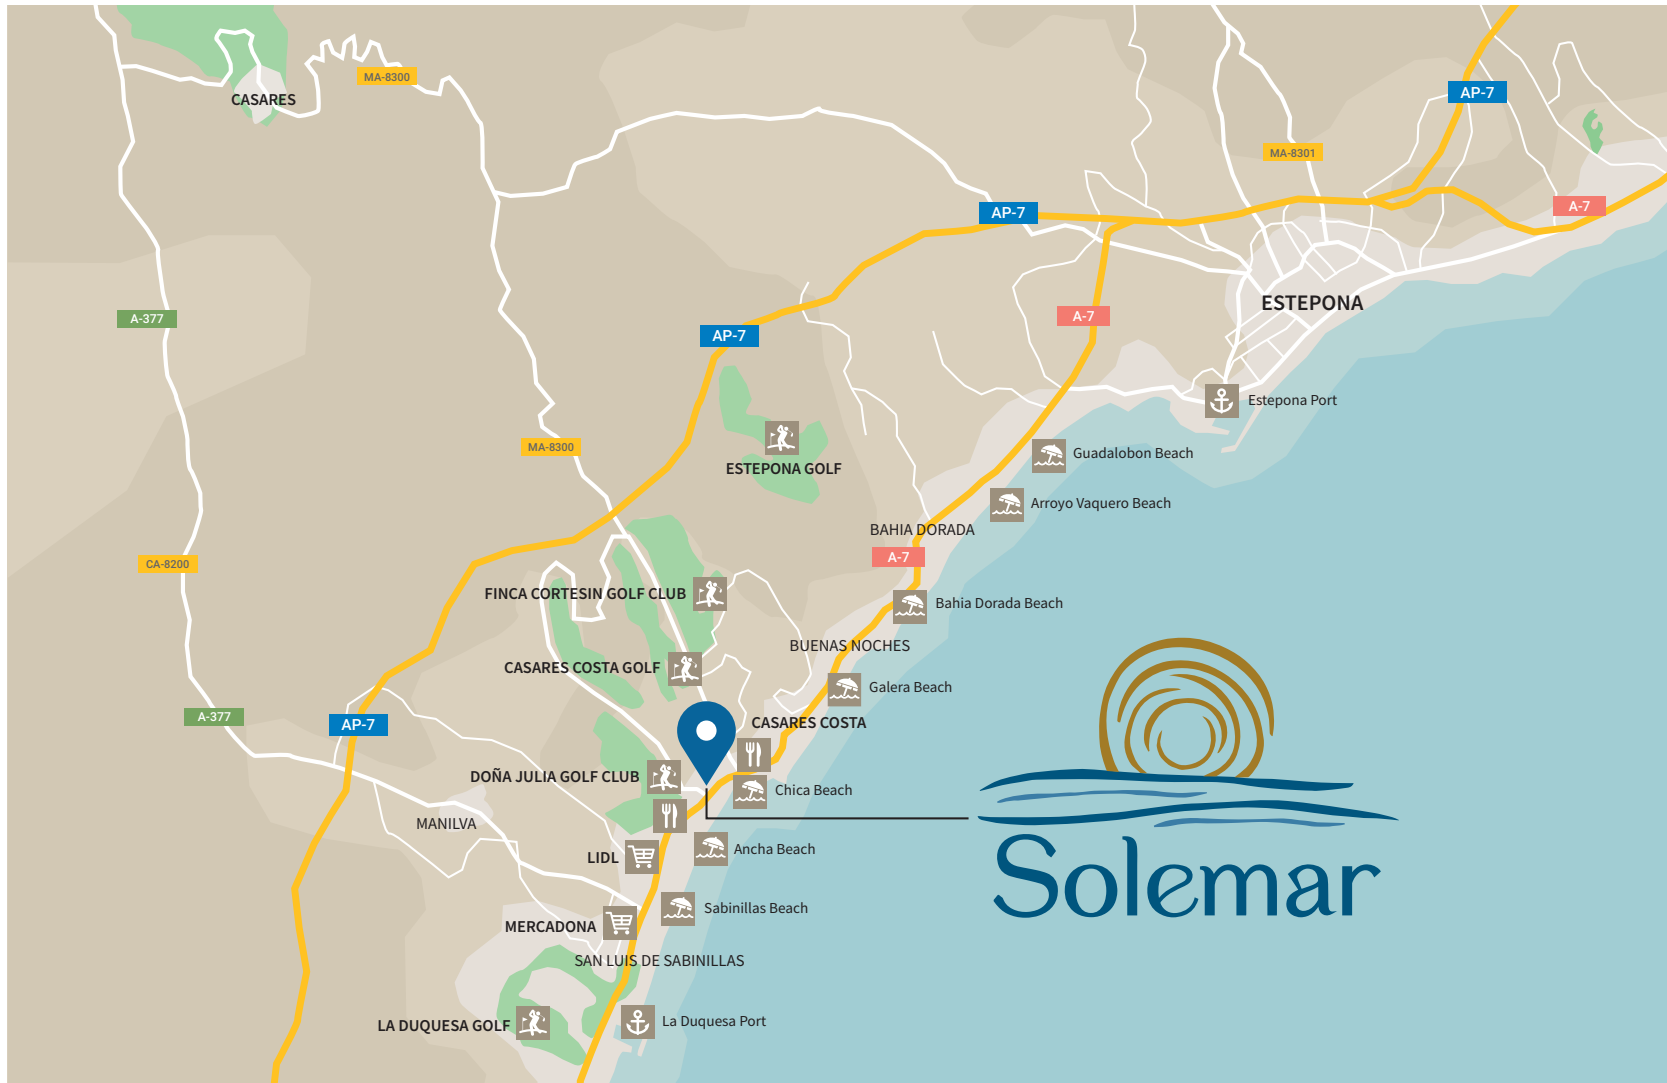 MA-8300
CASARES
AP-7
MA-8301
AP-7
A-7
ESTEPONA
A-377
A-7
AP-7
Estepona Port
MA-8300
Guadalobon Beach
ESTEPONA GOLF
Arroyo Vaquero Beach
BAHIA DORADA
A-7
CA-8200
FINCA CORTESIN GOLF CLUB
Bahia Dorada Beach
BUENAS NOCHES
CASARES COSTA GOLF
Galera Beach
A-377
AP-7
CASARES COSTA
DOÑA JULIA GOLF CLUB
Chica Beach
MANILVA
LIDL
Ancha Beach
Solemar
Sabinillas Beach
MERCADONA
SAN LUIS DE SABINILLAS
LA DUQUESA GOLF
La Duquesa Port